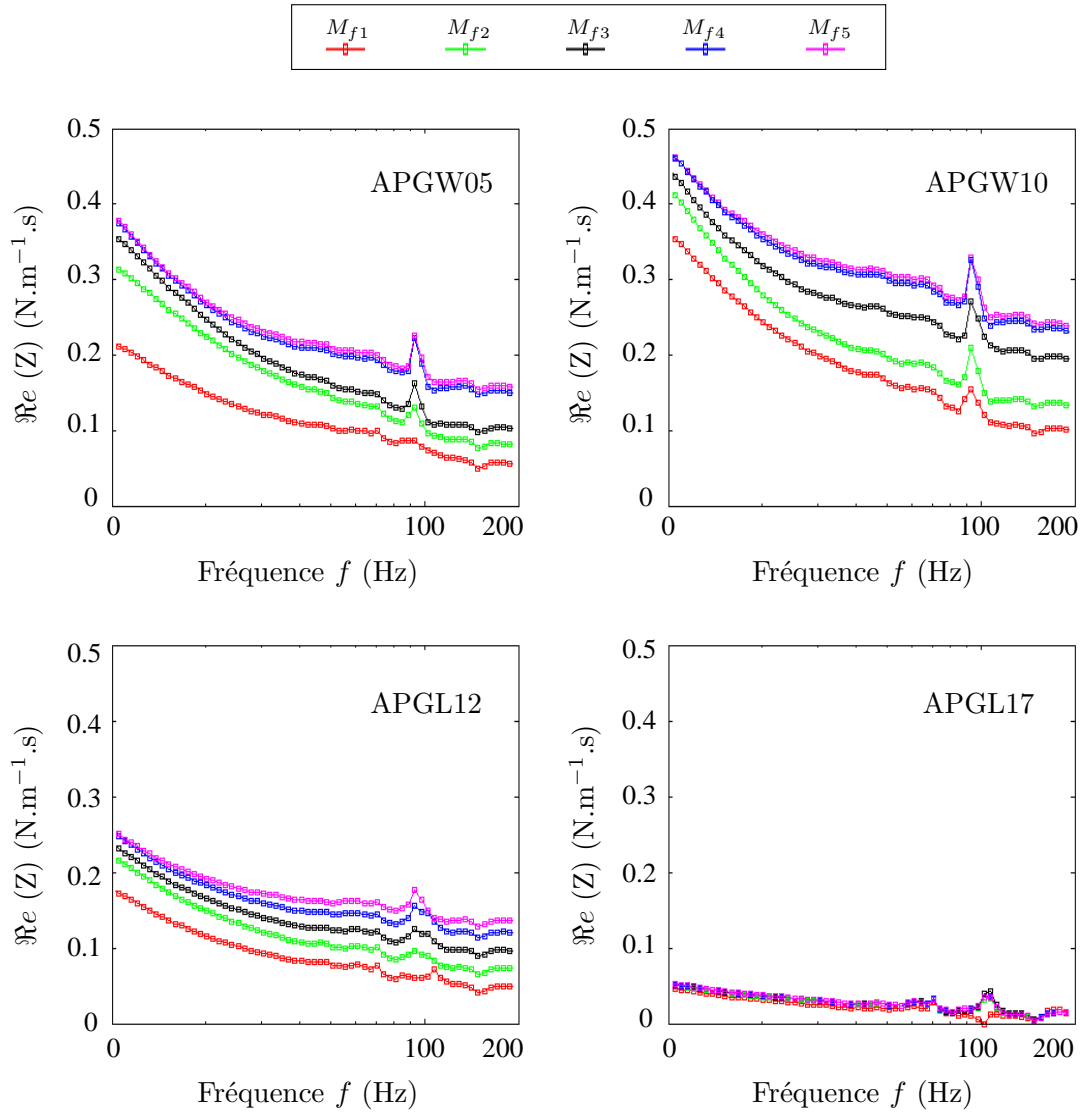 M_{f1} M_{f2} M_{f3} M_{f4} M_{f5}
0.5
0.4
0.3
0.2
0.1
0
ℜe (Z) (N.m⁻¹.s)
APGW05
0 100 200
Fréquence f (Hz)
0.5
0.4
0.3
0.2
0.1
0
ℜe (Z) (N.m⁻¹.s)
APGW10
0 100 200
Fréquence f (Hz)
0.5
0.4
0.3
0.2
0.1
0
ℜe (Z) (N.m⁻¹.s)
APGL12
0 100 200
Fréquence f (Hz)
0.5
0.4
0.3
0.2
0.1
0
ℜe (Z) (N.m⁻¹.s)
APGL17
0 100 200
Fréquence f (Hz)